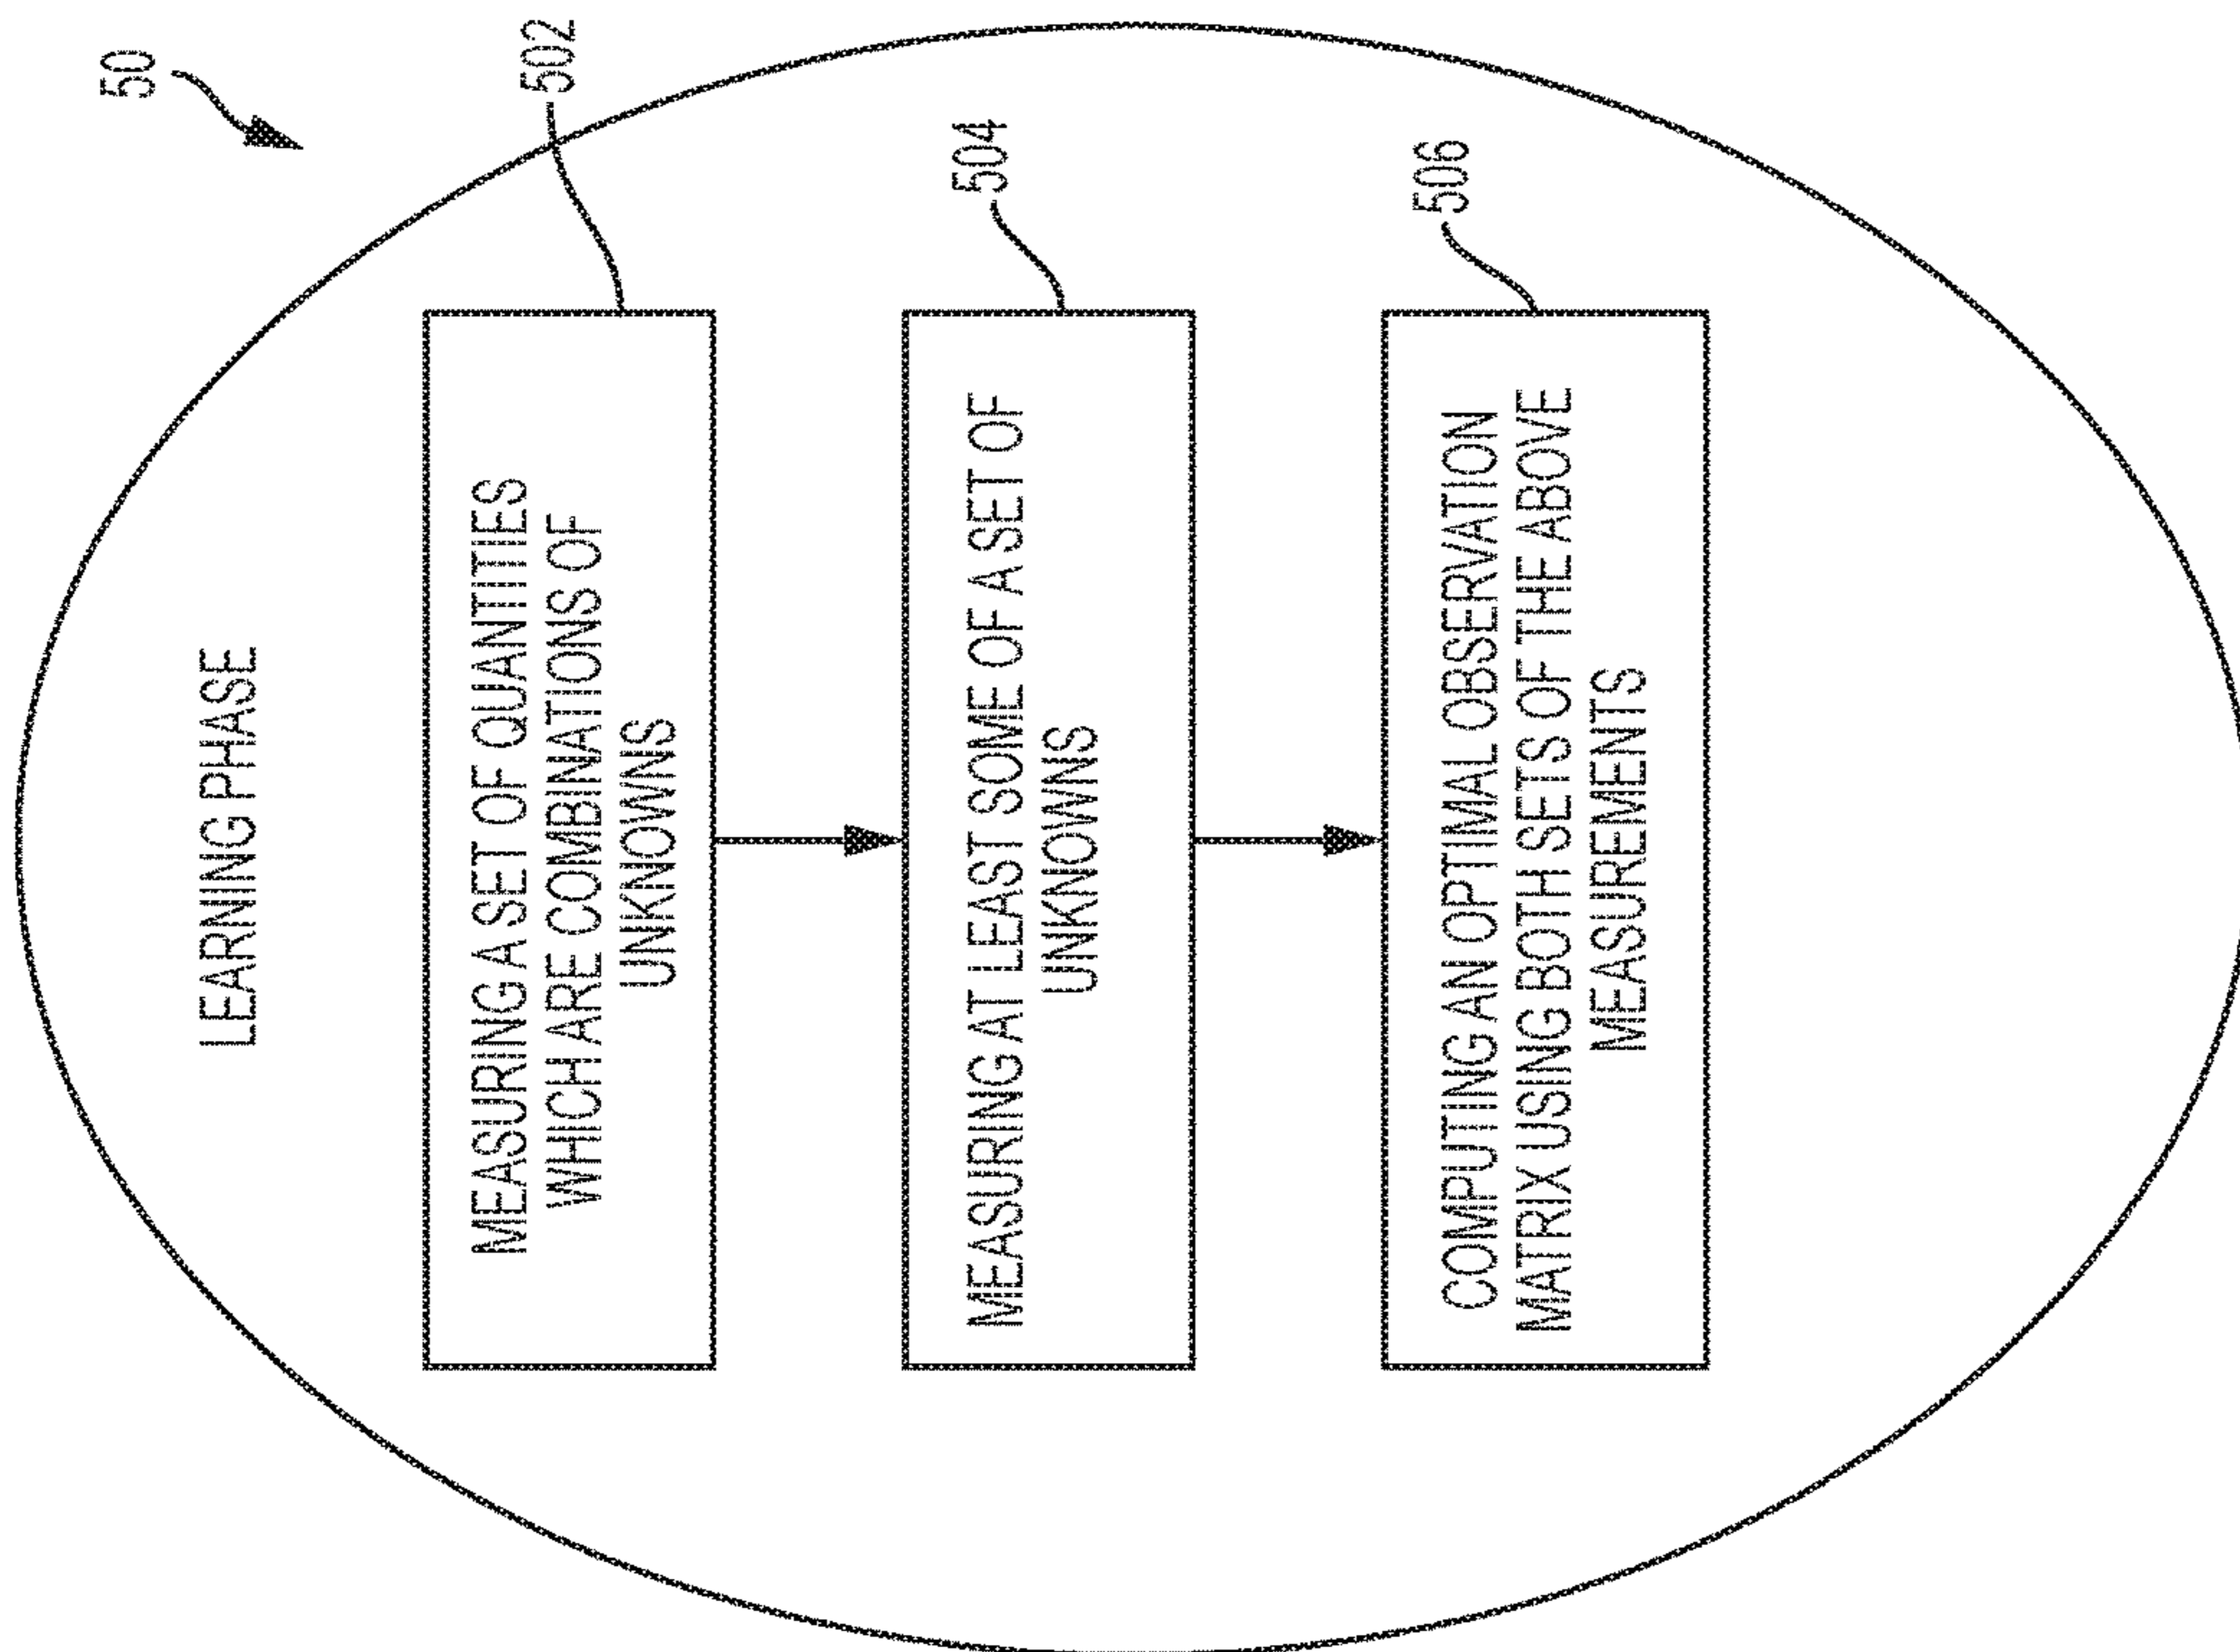 50
LEARNING PHASE
502
MEASURING A SET OF QUANTITIES
WHICH ARE COMBINATIONS OF
UNKNOWNS
504
MEASURING AT LEAST SOME OF A SET OF
UNKNOWNS
506
COMPUTING AN OPTIMAL OBSERVATION
MATRIX USING BOTH SETS OF THE ABOVE
MEASUREMENTS